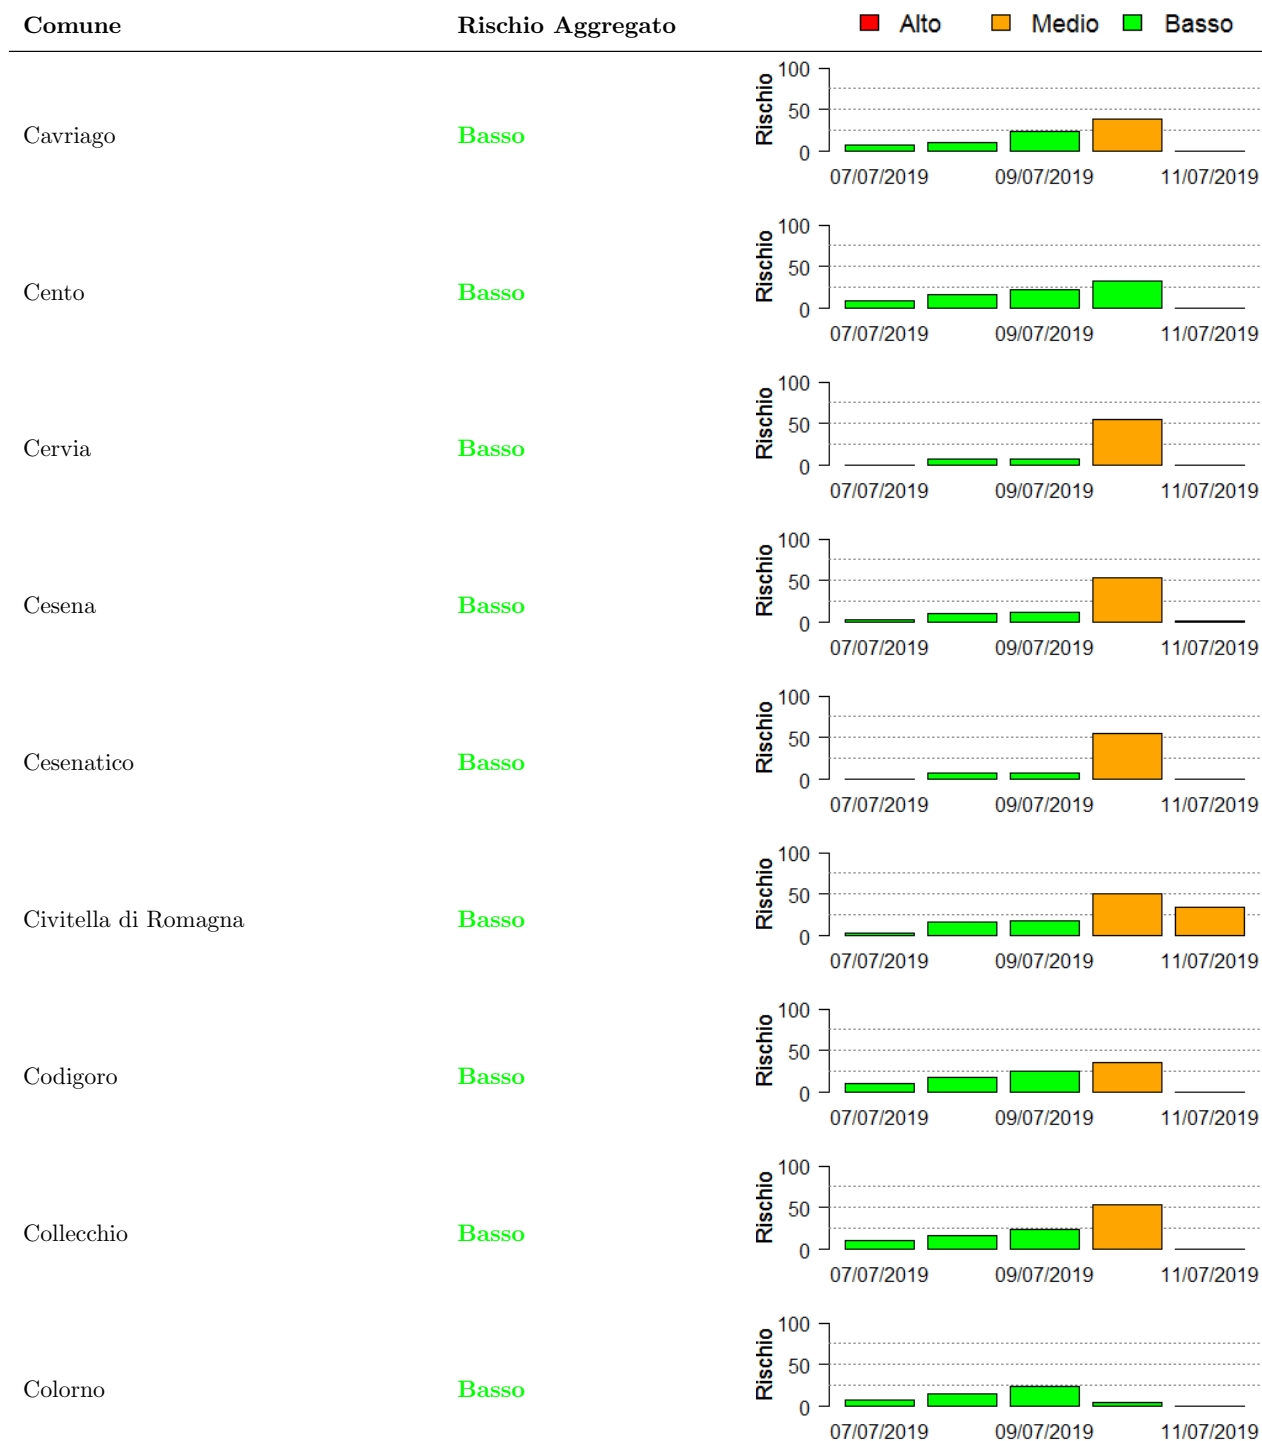 Comune Rischio Aggregato Alto Medio Basso
100
50
0
Rischio
Cavriago Basso
07/07/2019 09/07/2019 11/07/2019
100
50
0
Rischio
Cento Basso
07/07/2019 09/07/2019 11/07/2019
100
50
0
Rischio
Cervia Basso
07/07/2019 09/07/2019 11/07/2019
100
50
0
Rischio
Cesena Basso
07/07/2019 09/07/2019 11/07/2019
100
50
0
Rischio
Cesenatico Basso
07/07/2019 09/07/2019 11/07/2019
100
50
0
Rischio
Civitella di Romagna Basso
07/07/2019 09/07/2019 11/07/2019
100
50
0
Rischio
Codigoro Basso
07/07/2019 09/07/2019 11/07/2019
100
50
0
Rischio
Collecchio Basso
07/07/2019 09/07/2019 11/07/2019
100
50
0
Rischio
Colorno Basso
07/07/2019 09/07/2019 11/07/2019